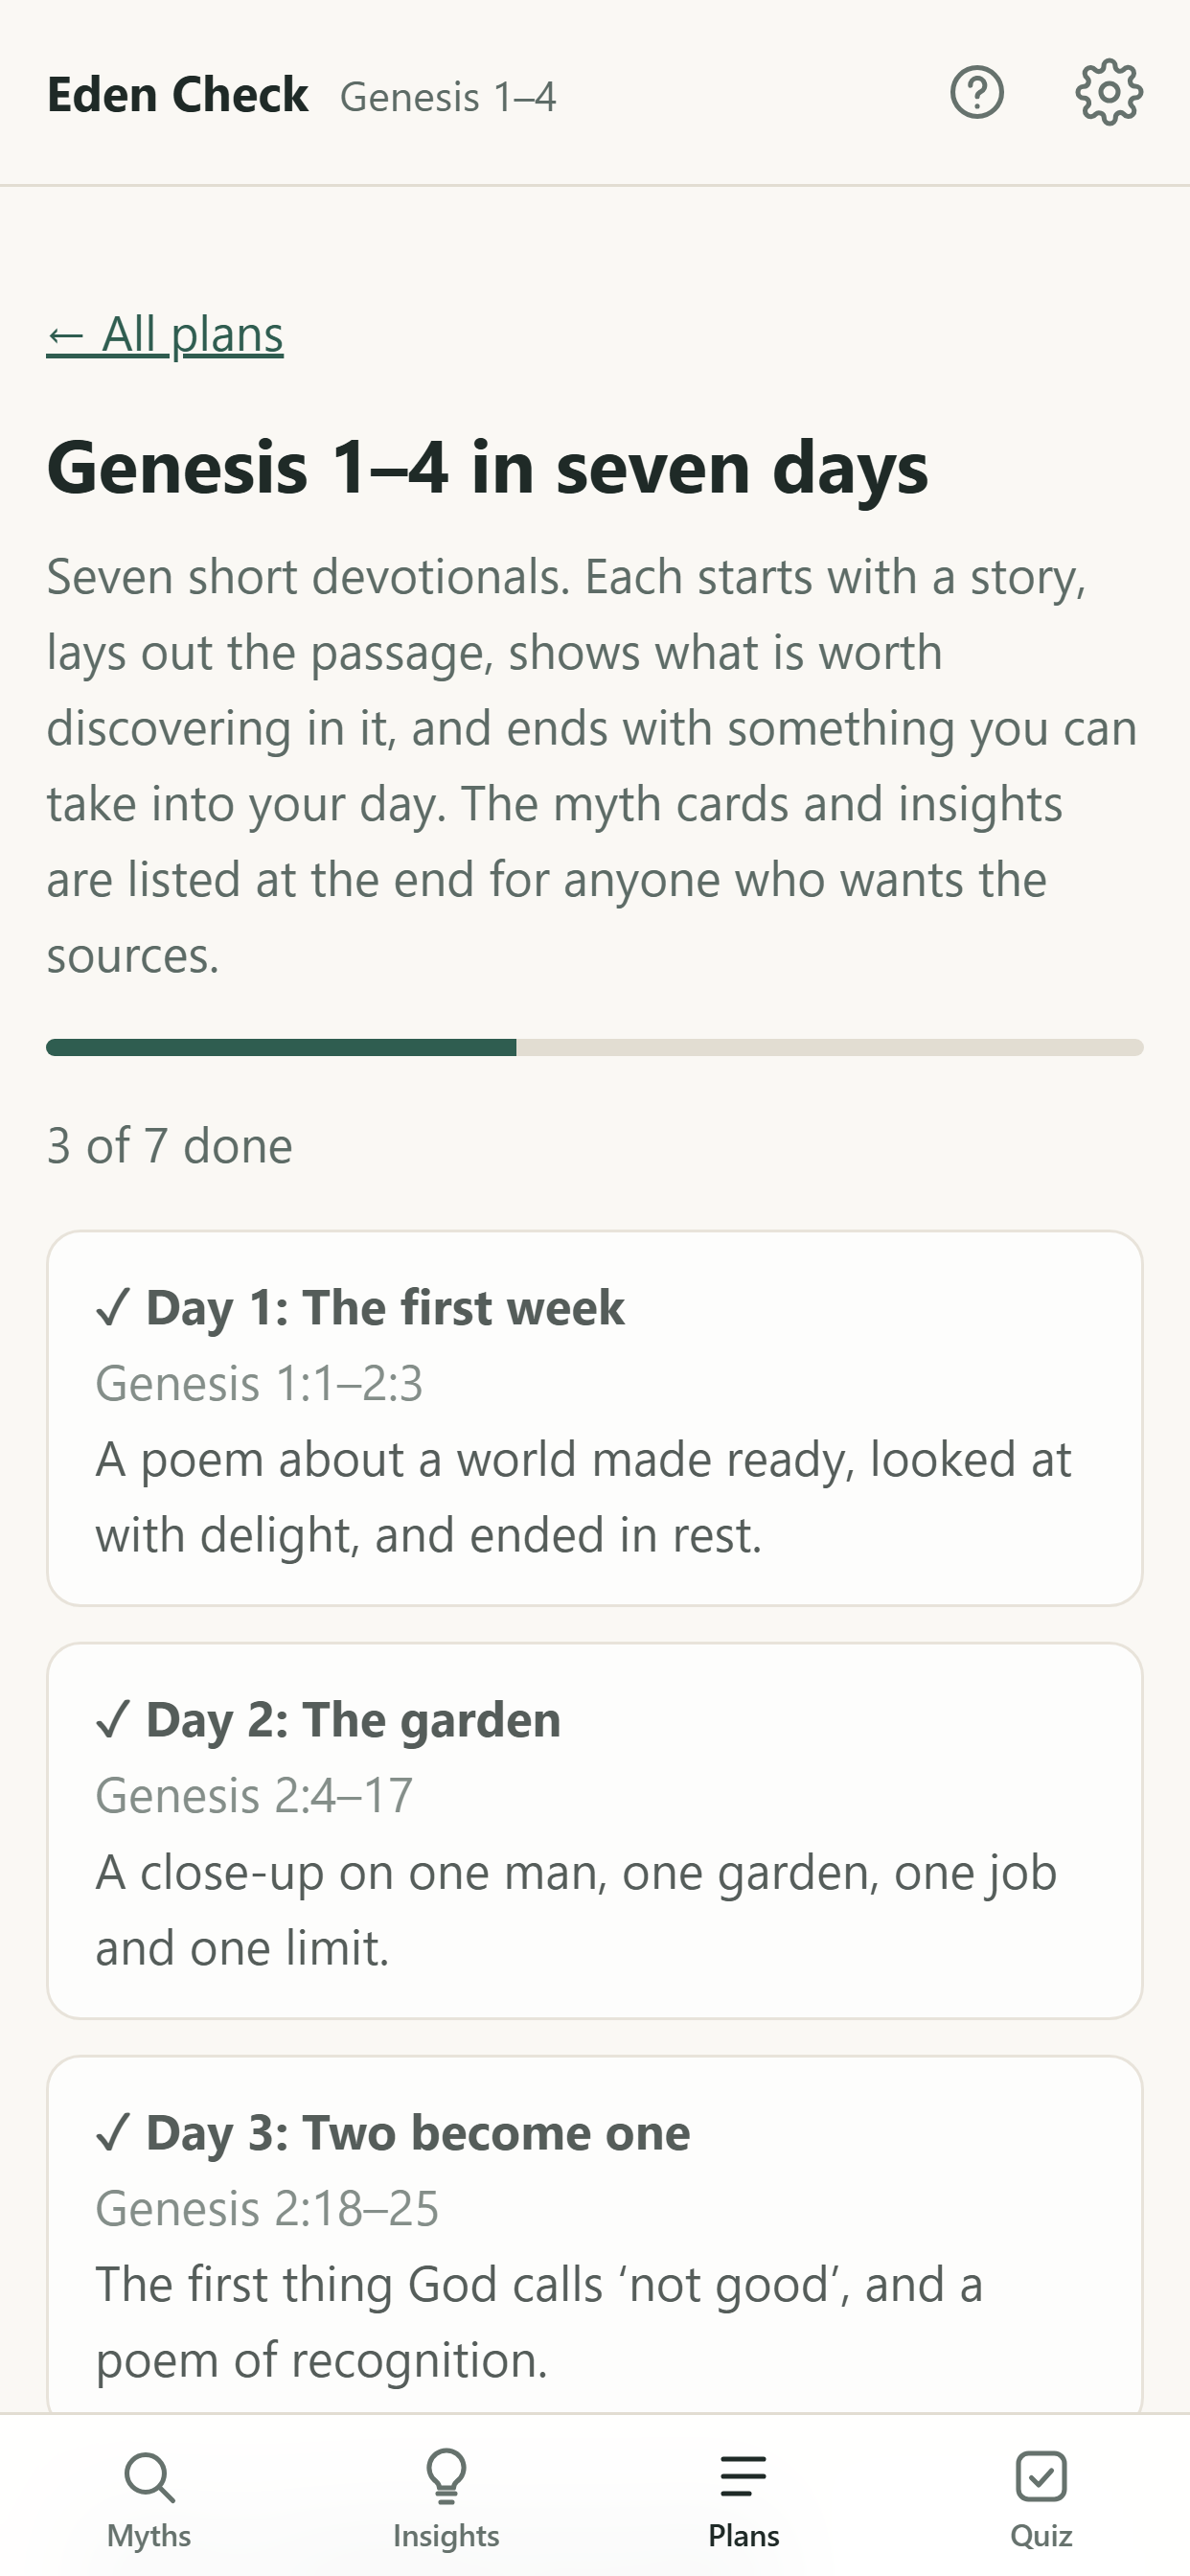 Eden Check Genesis 1–4
← All plans
Genesis 1–4 in seven days
Seven short devotionals. Each starts with a story,
lays out the passage, shows what is worth
discovering in it, and ends with something you can
take into your day. The myth cards and insights
are listed at the end for anyone who wants the
sources.
3 of 7 done
✓ Day 1: The first week
Genesis 1:1–2:3
A poem about a world made ready, looked at
with delight, and ended in rest.
✓ Day 2: The garden
Genesis 2:4–17
A close-up on one man, one garden, one job
and one limit.
✓ Day 3: Two become one
Genesis 2:18–25
The first thing God calls ‘not good’, and a
poem of recognition.
Myths Insights Plans Quiz